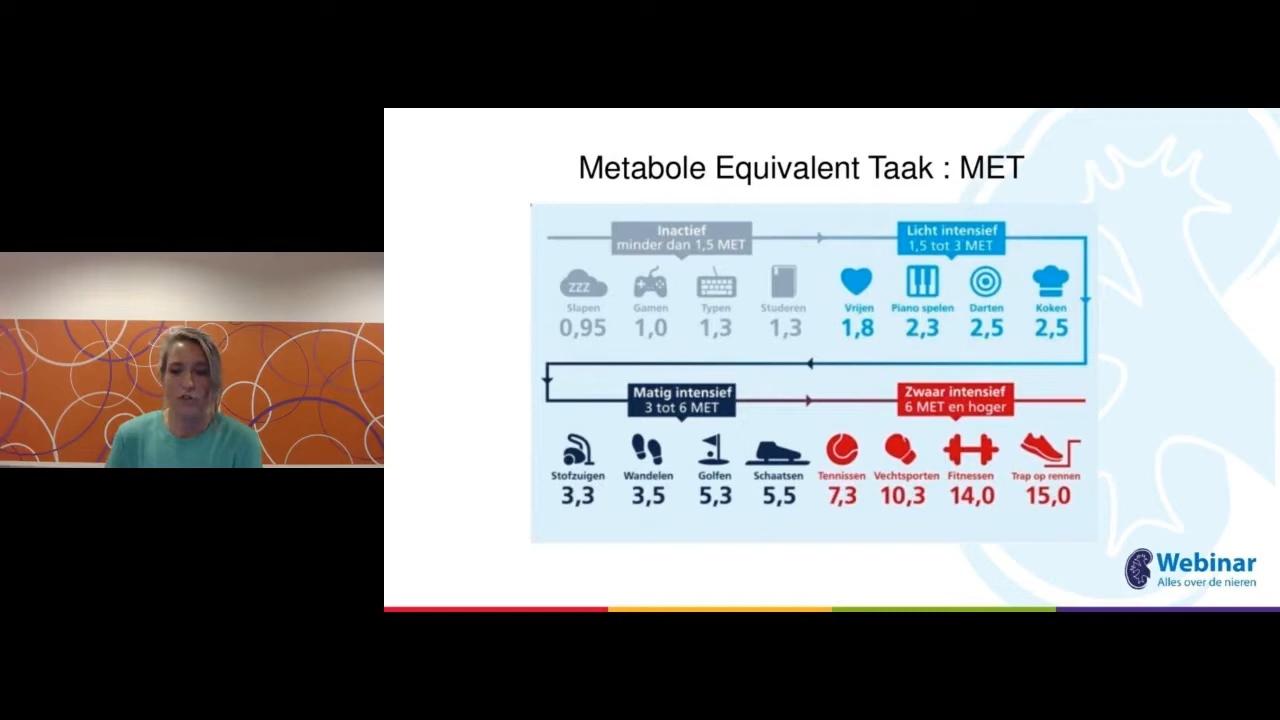 Metabole Equivalent Taak : MET
Inactief
minder dan 1,5 MET
Licht intensief
1,5 tot 3 MET
zzz
Slapen
0,95
Gamen
1,0
Typen
1,3
Studeren
1,3
Vrijen
1,8
Piano spelen
2,3
Darten
2,5
Koken
2,5
Matig intensief
3 tot 6 MET
Zwaar intensief
6 MET en hoger
Stofzuigen
3,3
Wandelen
3,5
Golfen
5,3
Schaatsen
5,5
Tennissen
7,3
Vechtsporten
10,3
Fitnessen
14,0
Trap op rennen
15,0
Webinar
Alles over de nieren